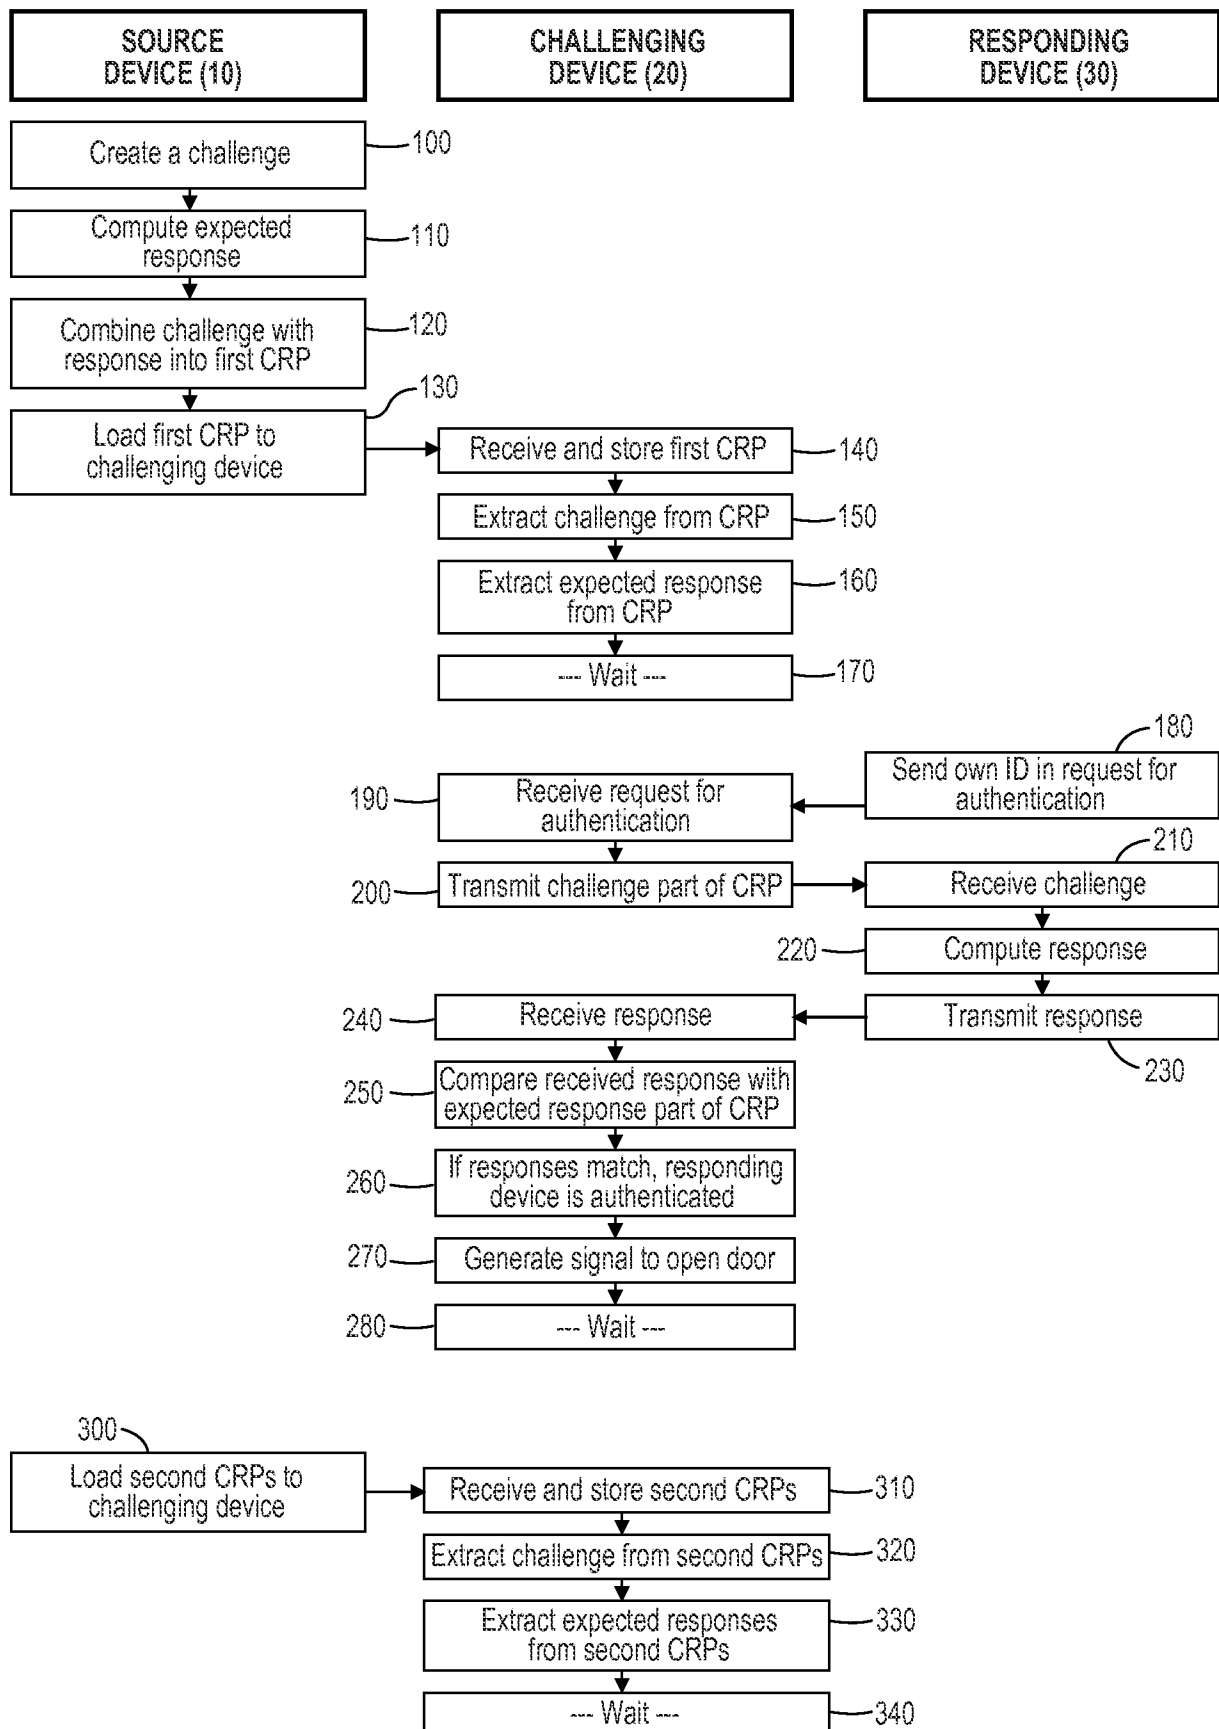 SOURCE
DEVICE (10)
CHALLENGING
DEVICE (20)
RESPONDING
DEVICE (30)
Create a challenge
100
Compute expected
response
110
Combine challenge with
response into first CRP
120
130
Load first CRP to
challenging device
Receive and store first CRP
140
Extract challenge from CRP
150
Extract expected response
from CRP
160
--- Wait ---
170
180
Send own ID in request for
authentication
190
Receive request for
authentication
210
200
Transmit challenge part of CRP
Receive challenge
220
Compute response
240
Receive response
Transmit response
230
250
Compare received response with
expected response part of CRP
260
If responses match, responding
device is authenticated
270
Generate signal to open door
280
--- Wait ---
300
Load second CRPs to
challenging device
Receive and store second CRPs
310
Extract challenge from second CRPs
320
Extract expected responses
from second CRPs
330
--- Wait ---
340